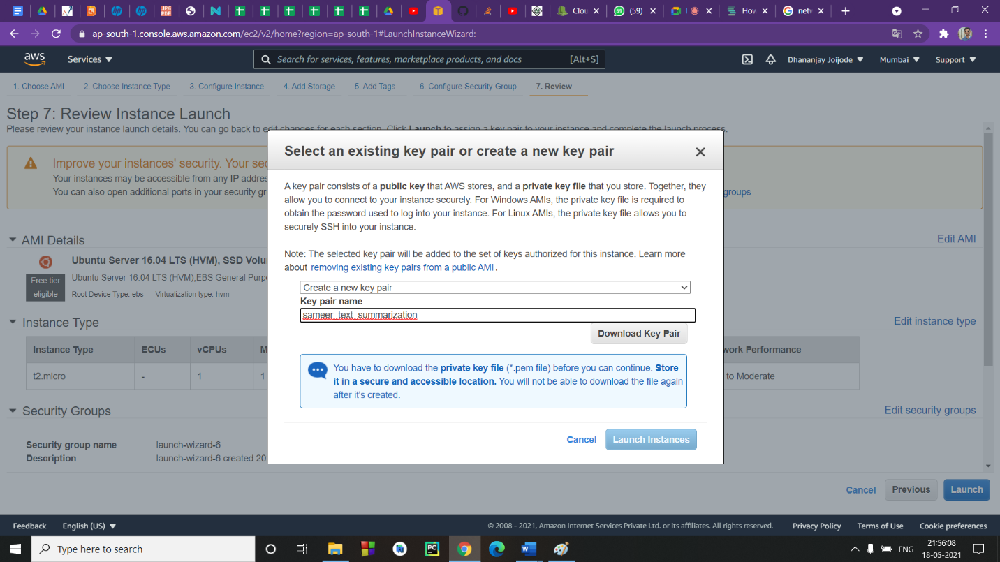 JPG
PDF
Clou
(59)
How
netv
ap-south-1.console.aws.amazon.com/ec2/v2/home?region=ap-south-1#LaunchInstanceWizard:
aws
Services
Search for services, features, marketplace products, and docs
[Alt+S]
Dhananjay Joijode
Mumbai
Support
1. Choose AMI
2. Choose Instance Type
3. Configure Instance
4. Add Storage
5. Add Tags
6. Configure Security Group
7. Review
Step 7: Review Instance Launch
Please review your instance launch details. You can go back to edit changes for each section. Click Launch to assign a key pair to your instance and complete the launch process.
Improve your instances' security. Your sec
Your instances may be accessible from any IP addres
You can also open additional ports in your security gr
groups
AMI Details
Edit AMI
Ubuntu Server 16.04 LTS (HVM), SSD Volu
Free tier
eligible
Ubuntu Server 16.04 LTS (HVM),EBS General Purp
Root Device Type: ebs Virtualization type: hvm
Instance Type
Edit instance type
Instance Type
ECUs
vCPUs
M
work Performance
t2.micro
-
1
1
to Moderate
Security Groups
Edit security groups
Security group name
launch-wizard-6
Description
launch-wizard-6 created 202
Select an existing key pair or create a new key pair
A key pair consists of a public key that AWS stores, and a private key file that you store. Together, they
allow you to connect to your instance securely. For Windows AMIs, the private key file is required to
obtain the password used to log into your instance. For Linux AMIs, the private key file allows you to
securely SSH into your instance.
Note: The selected key pair will be added to the set of keys authorized for this instance. Learn more
about removing existing key pairs from a public AMI .
Create a new key pair
Key pair name
sameer_text_summarization
Download Key Pair
You have to download the private key file (*.pem file) before you can continue. Store
it in a secure and accessible location. You will not be able to download the file again
after it's created.
Cancel
Launch Instances
Cancel
Previous
Launch
Feedback
English (US)
© 2008 - 2021, Amazon Internet Services Private Ltd. or its affiliates. All rights reserved.
Privacy Policy
Terms of Use
Cookie preferences
Type here to search
PC
ENG
21:56:08
18-05-2021